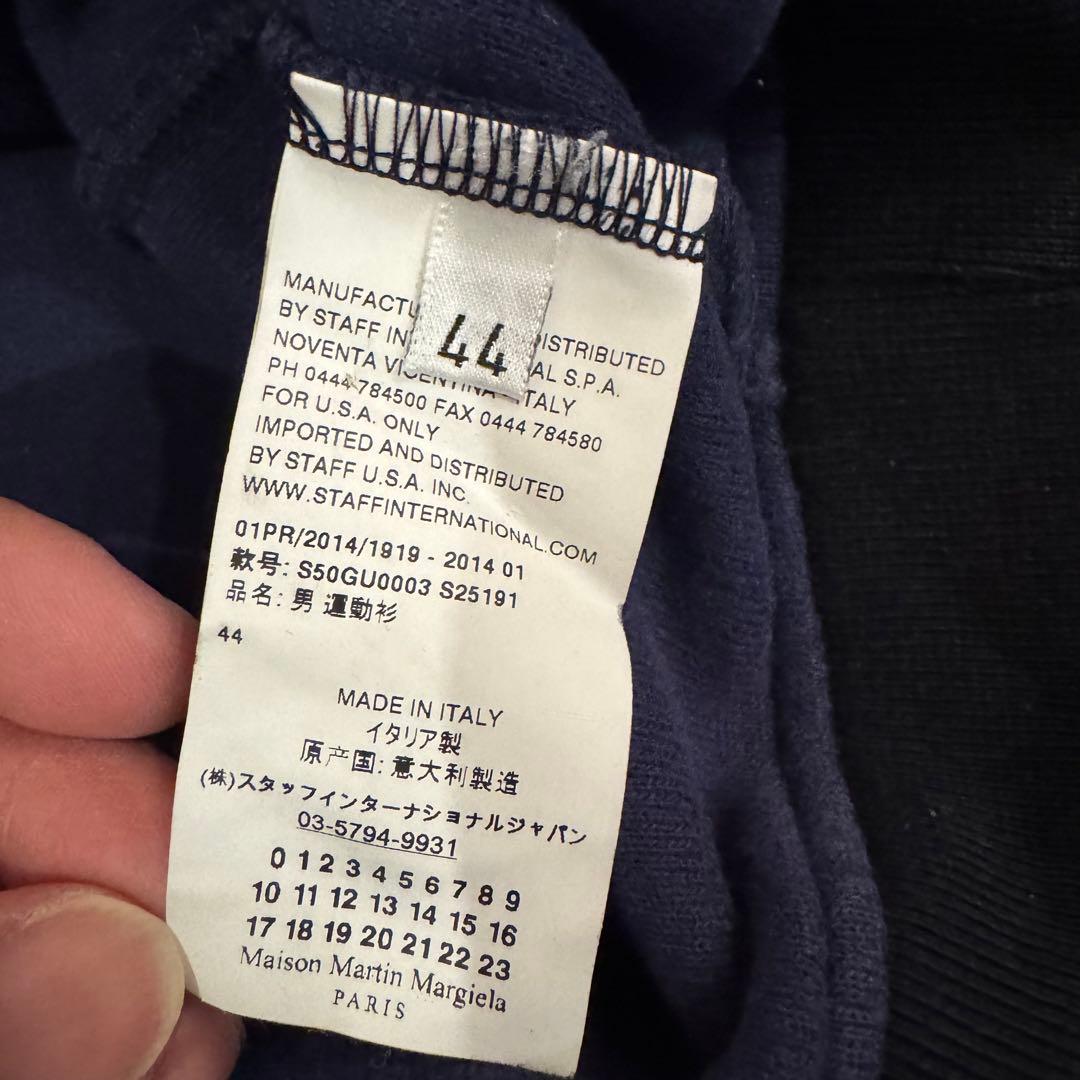 44
MANUFACTU ISTRIBUTED
BY STAFF IN AL S.P.A.
NOVENTA VICENTINA - ITALY
PH 0444 784500 FAX 0444 784580
FOR U.S.A. ONLY
IMPORTED AND DISTRIBUTED
BY STAFF U.S.A. INC.
WWW.STAFFINTERNATIONAL.COM
01PR/2014/1919 - 2014 01
款号: S50GU0003 S25191
品名: 男 運動衫
44
MADE IN ITALY
イタリア製
原产国: 意大利製造
(株)スタッフインターナショナルジャパン
03-5794-9931
0 1 2 3 4 5 6 7 8 9
10 11 12 13 14 15 16
17 18 19 20 21 22 23
Maison Martin Margiela
PARIS